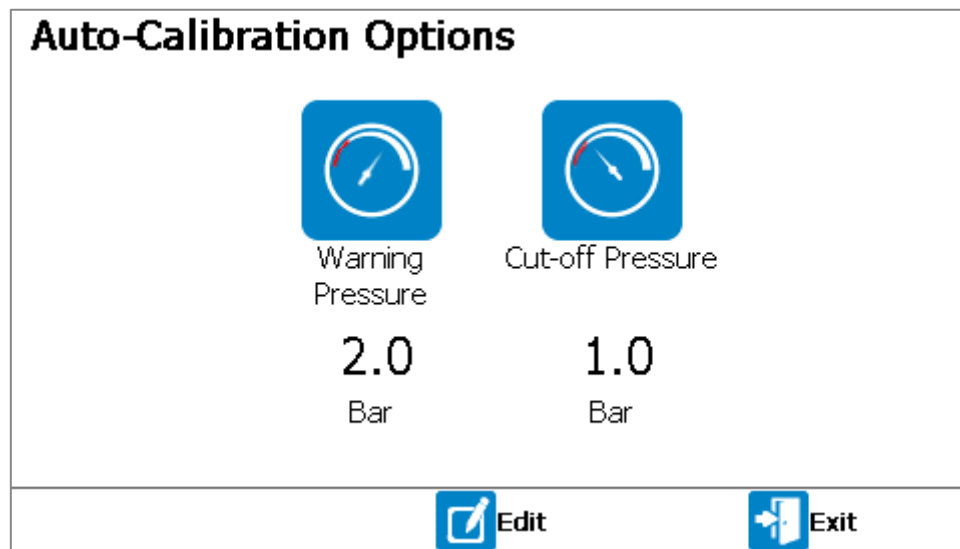 Auto-Calibration Options
Warning
Pressure
Cut-off Pressure
2.0
1.0
Bar
Bar
Edit
Exit